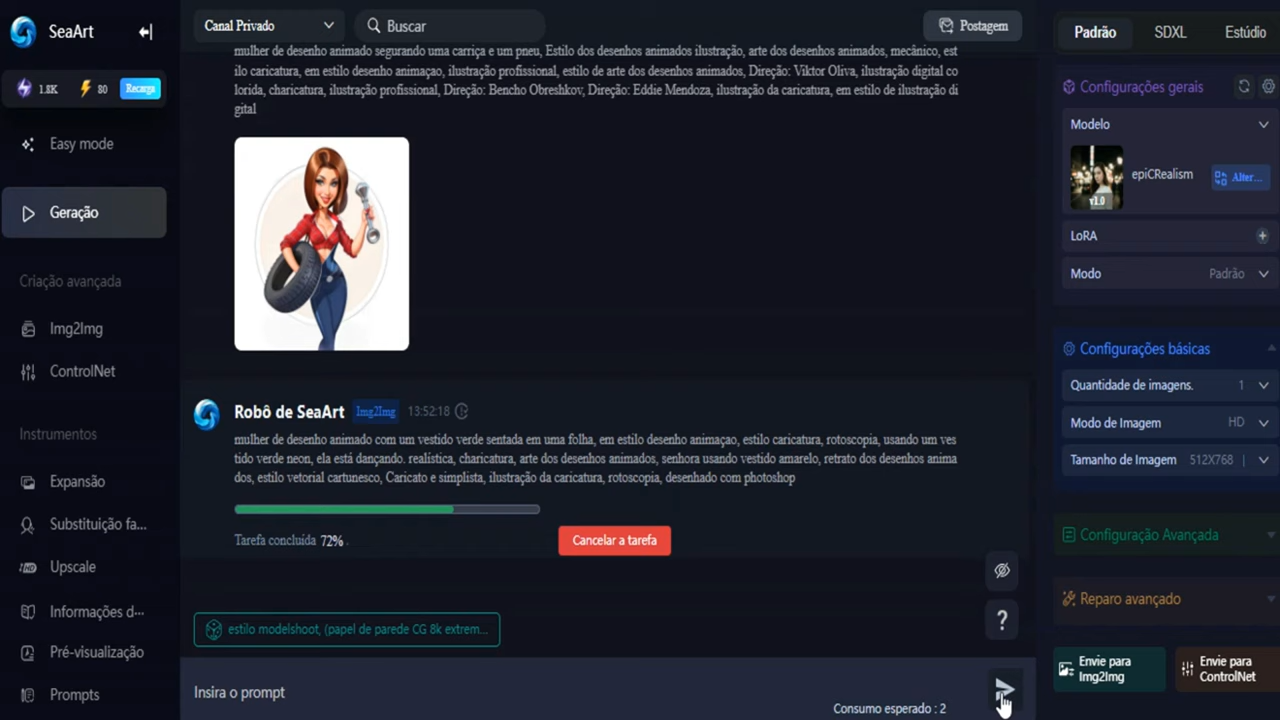 SeaArt
1.8K
80
Recarga
Easy mode
Geração
Criação avançada
Img2Img
ControlNet
Instrumentos
Expansão
Substituição fa...
Upscale
Informações d···
Pré-visualização
Prompts
Canal Privado
Buscar
Postagem
mulher de desenho animado segurando uma carriça e um pneu, Estilo dos desenhos animados ilustração, arte dos desenhos animados, mecânico, est
ilo caricatura, em estilo desenho animaçao, ilustração profissional, estilo de arte dos desenhos animados, Direção: Viktor Oliva, ilustração digital co
lorida, charicatura, ilustração profissional, Direção: Bencho Obreshkov, Direção: Eddie Mendoza, ilustração da caricatura, em estilo de ilustração di
gital
Robô de SeaArt Img2Img 13:52:18
mulher de desenho animado com um vestido verde sentada em uma folha, em estilo desenho animaçao, estilo caricatura, rotoscopia, usando um ves
tido verde neon, ela está dançando. realística, charicatura, arte dos desenhos animados, senhora usando vestido amarelo, retrato dos desenhos anima
dos, estilo vetorial cartunesco, Caricato e simplista, ilustração da caricatura, rotoscopia, desenhado com photoshop
Tarefa concluída 72%
Cancelar a tarefa
?
estilo modelshoot, (papel de parede CG 8k extrem...
Insira o prompt
Consumo esperado : 2
Padrão
SDXL
Estúdio
Configurações gerais
Modelo
epiCRealism
v1.0
Alter...
LoRA
Modo Padrão
Configurações básicas
Quantidade de imagens. 1
Modo de Imagem HD
Tamanho de Imagem 512X768 |
Configuração Avançada
Reparo avançado
Envie para
Img2Img
Envie para
ControlNet